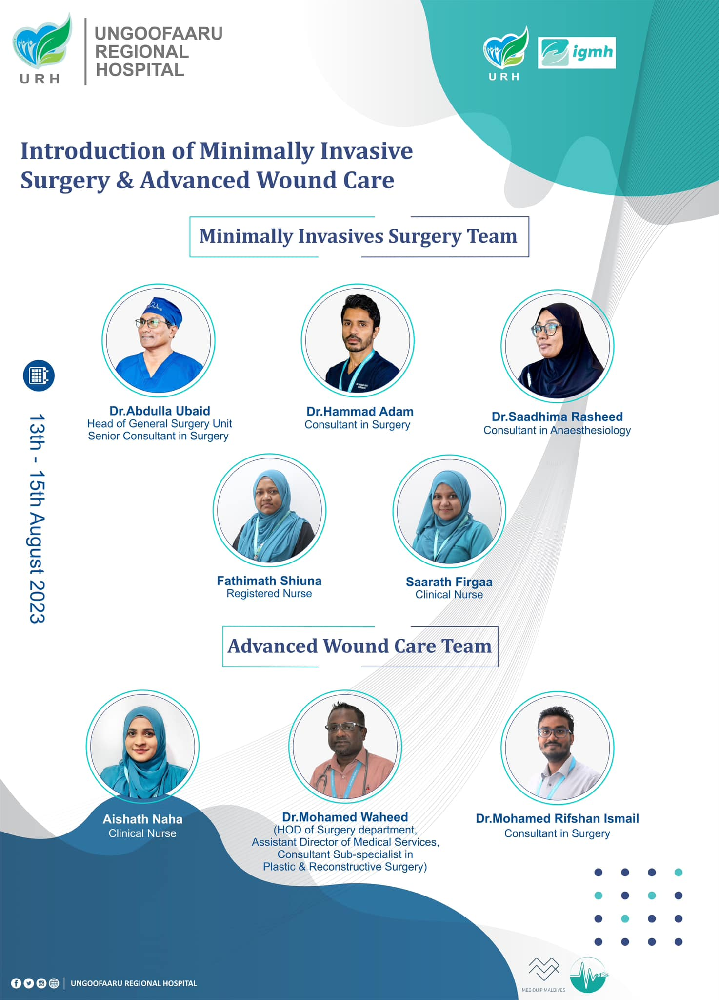 URH
UNGOOFAARU
REGIONAL
HOSPITAL
URH
igmh
Introduction of Minimally Invasive
Surgery & Advanced Wound Care
Minimally Invasives Surgery Team
Dr.Abdulla Ubaid
Head of General Surgery Unit
Senior Consultant in Surgery
Dr.Hammad Adam
Consultant in Surgery
Dr.Saadhima Rasheed
Consultant in Anaesthesiology
13th - 15th August 2023
Fathimath Shiuna
Registered Nurse
Saarath Firgaa
Clinical Nurse
Advanced Wound Care Team
Aishath Naha
Clinical Nurse
Dr.Mohamed Waheed
(HOD of Surgery department,
Assistant Director of Medical Services,
Consultant Sub-specialist in
Plastic & Reconstructive Surgery)
Dr.Mohamed Rifshan Ismail
Consultant in Surgery
UNGOOFAARU REGIONAL HOSPITAL
MEDIQUIP MALDIVES